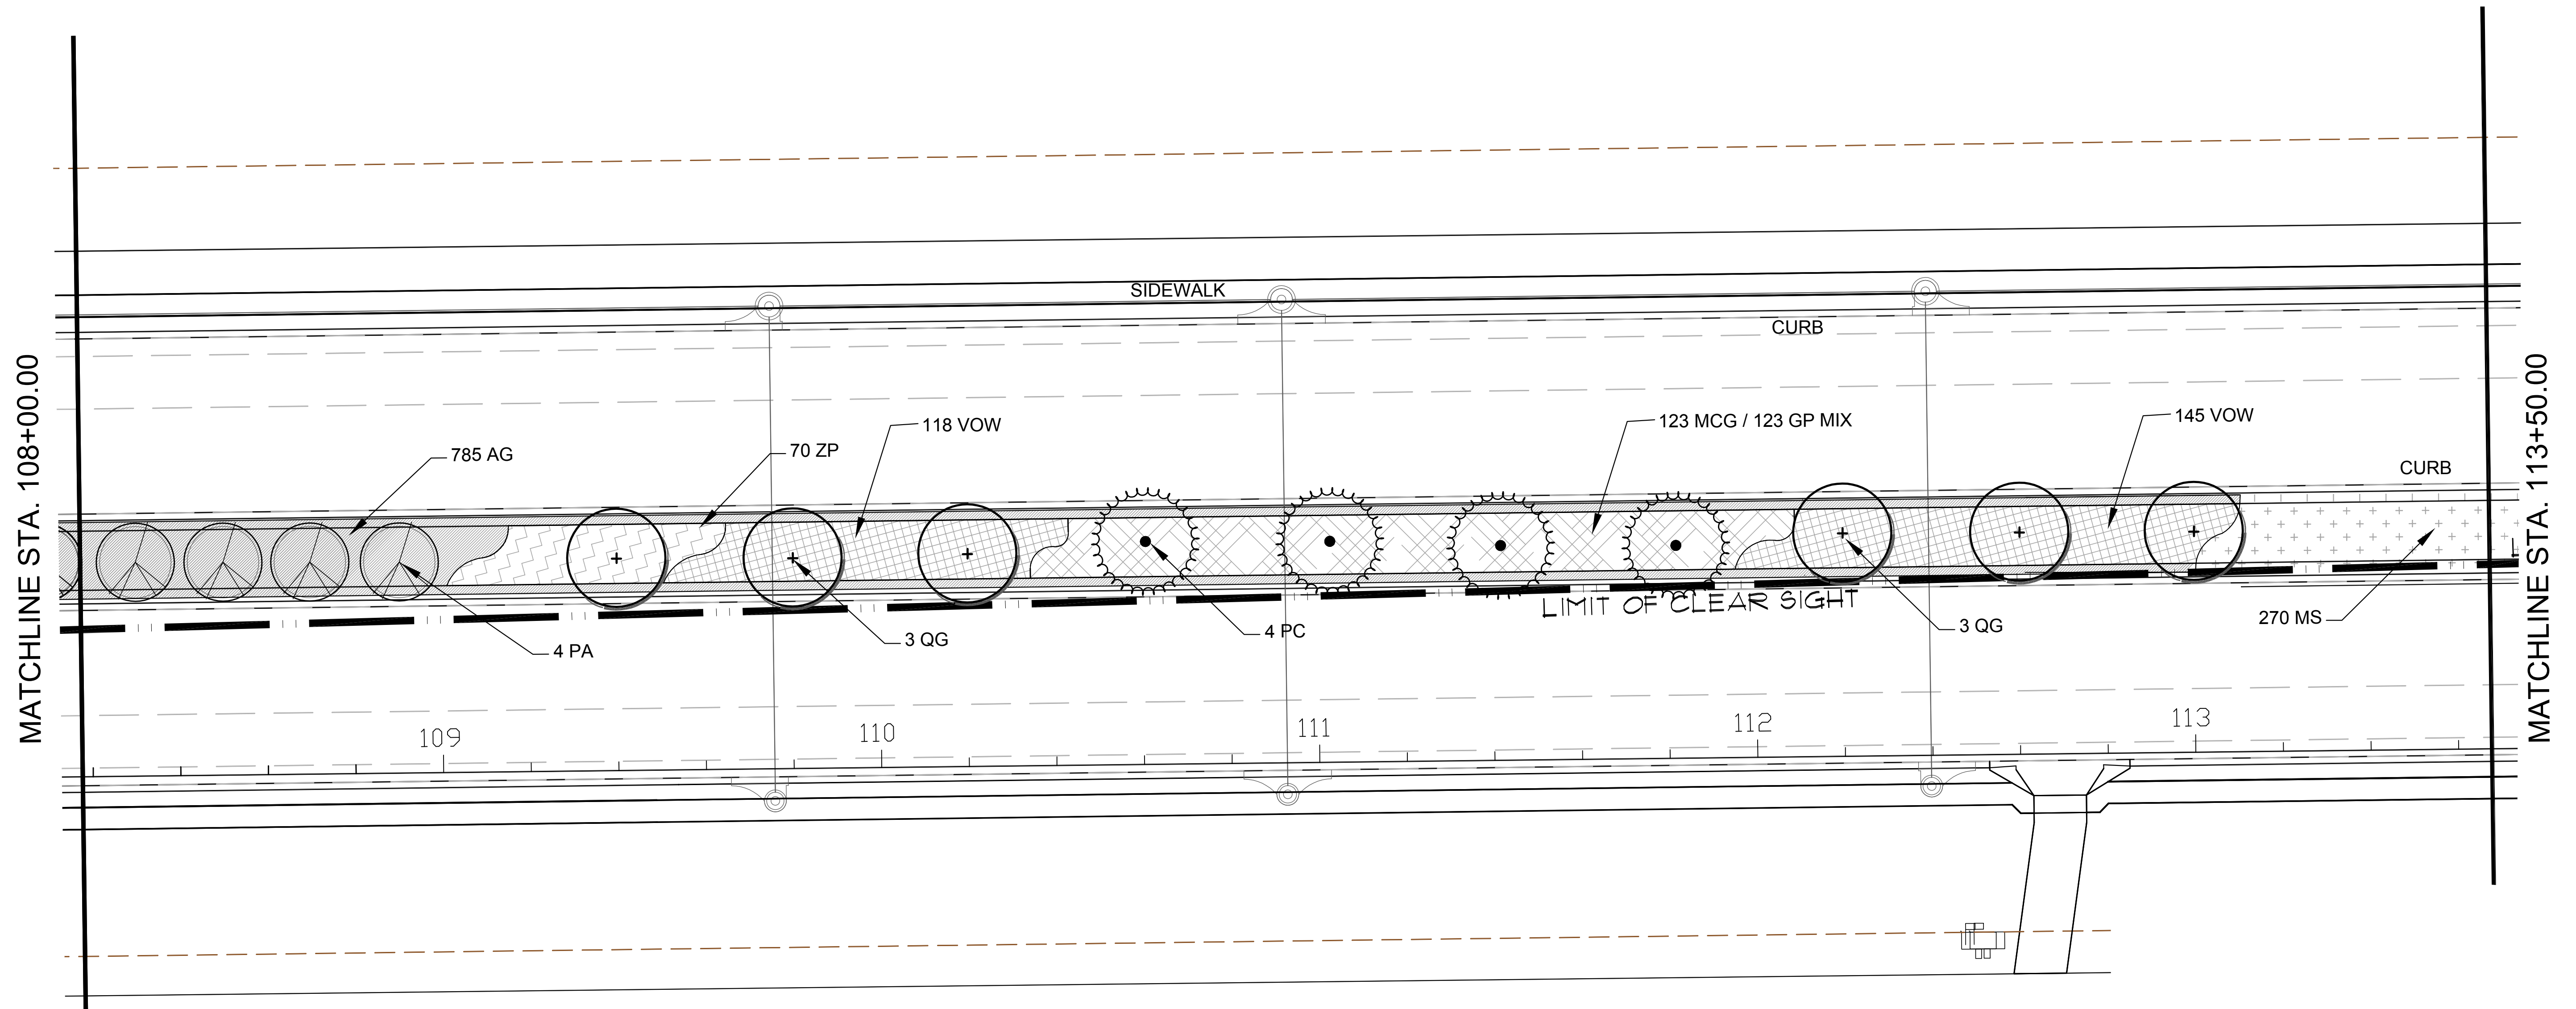 SIDEWALK
CURB
MATCHLINE STA. 108+00.00
MATCHLINE STA. 113+50.00
785 AG
70 ZP
118 VOW
123 MCG / 123 GP MIX
145 VOW
CURB
LIMIT OF CLEAR SIGHT
4 PA
3 QG
4 PC
3 QG
270 MS
109
110
111
112
113